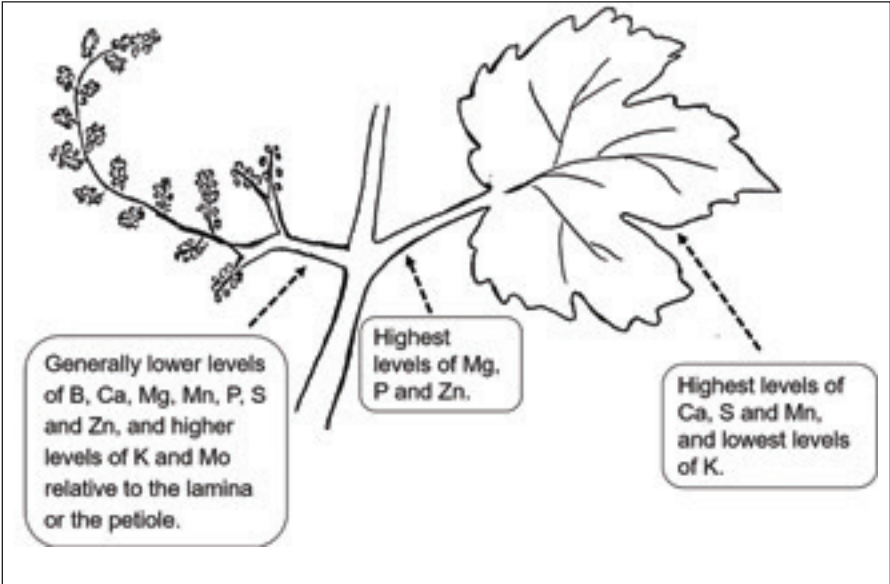 Generally lower levels
of B, Ca, Mg, Mn, P, S
and Zn, and higher
levels of K and Mo
relative to the lamina
or the petiole.
Highest
levels of Mg,
P and Zn.
Highest levels of
Ca, S and Mn,
and lowest levels
of K.